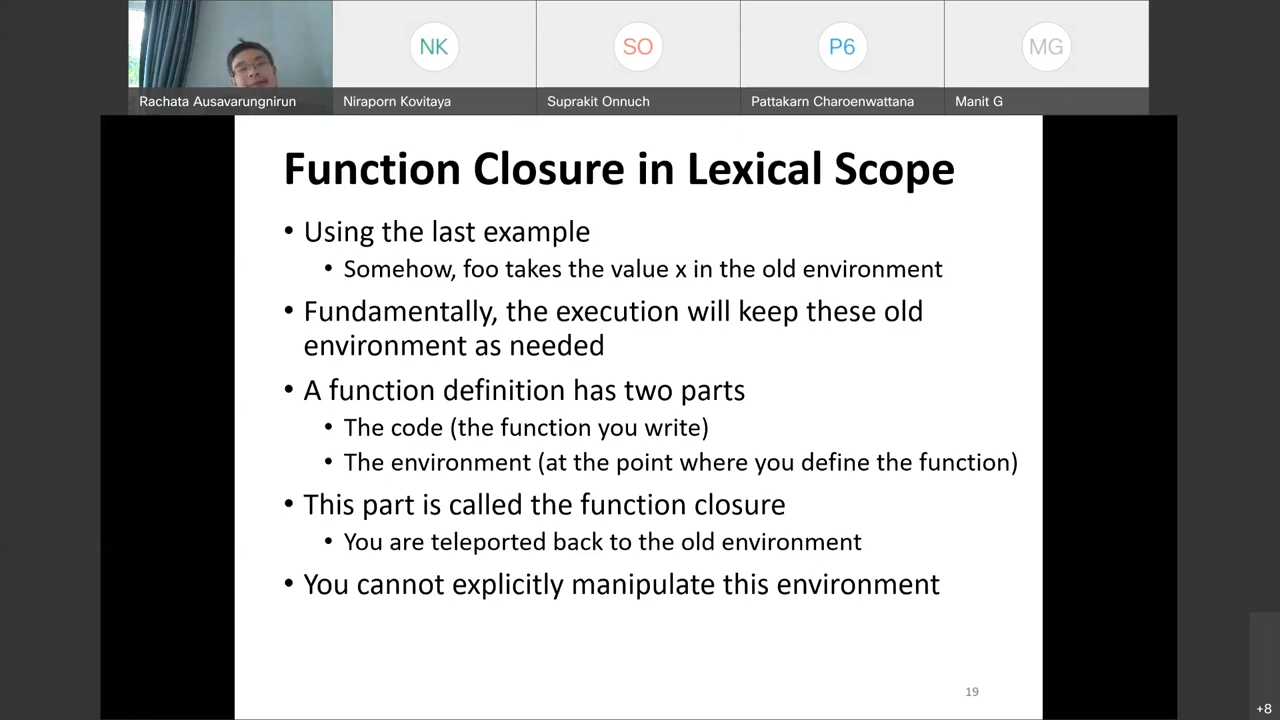 NK
SO
P6
MG
Rachata Ausavarungnirun
Niraporn Kovitaya
Suprakit Onnuch
Pattakarn Charoenwattana
Manit G
Function Closure in Lexical Scope
• Using the last example
• Somehow, foo takes the value x in the old environment
• Fundamentally, the execution will keep these old
environment as needed
• A function definition has two parts
• The code (the function you write)
• The environment (at the point where you define the function)
• This part is called the function closure
• You are teleported back to the old environment
• You cannot explicitly manipulate this environment
19
+8